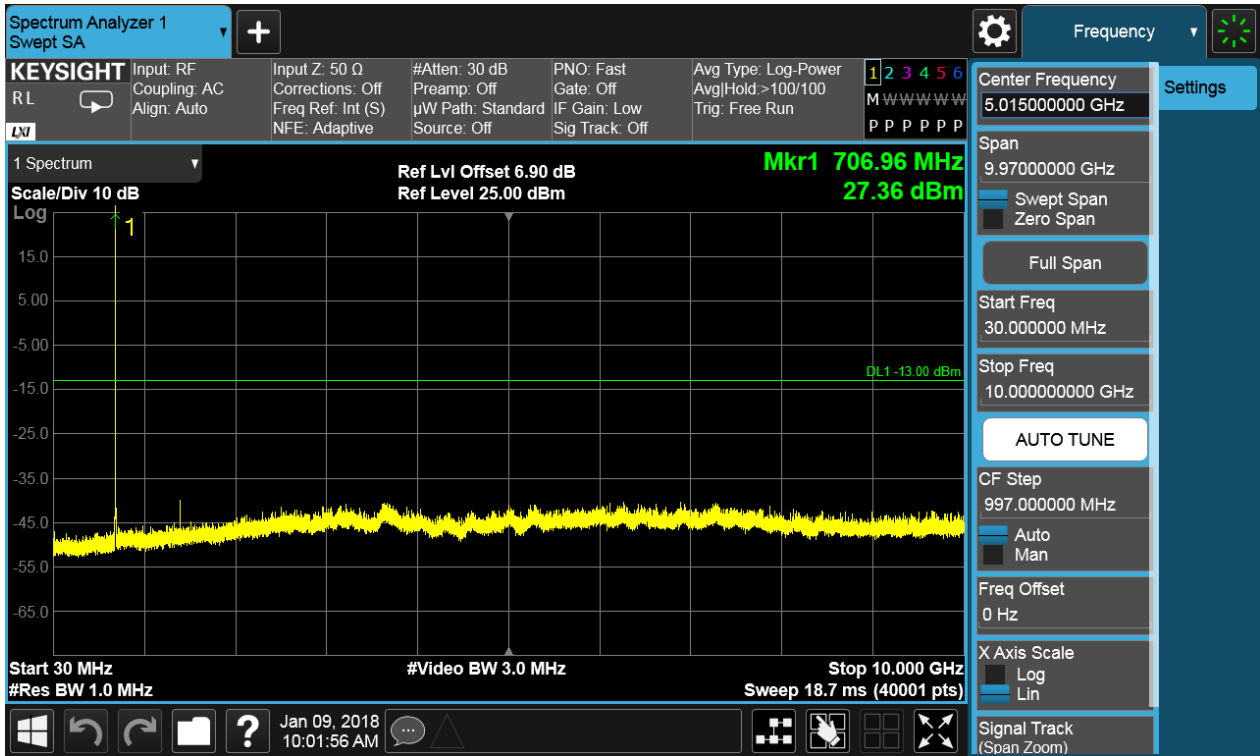 Spectrum Analyzer 1
Swept SA
+
Frequency
KEYSIGHT
RL
LXI
Input: RF
Coupling: AC
Align: Auto
Input Z: 50 Ω
Corrections: Off
Freq Ref: Int (S)
NFE: Adaptive
#Atten: 30 dB
Preamp: Off
µW Path: Standard
Source: Off
PNO: Fast
Gate: Off
IF Gain: Low
Sig Track: Off
Avg Type: Log-Power
Avg|Hold:>100/100
Trig: Free Run
1 2 3 4 5 6
M W W W W W
P P P P P P
1 Spectrum
Scale/Div 10 dB
Log
Ref Lvl Offset 6.90 dB
Ref Level 25.00 dBm
Mkr1 706.96 MHz
27.36 dBm
1
15.0
5.00
-5.00
-15.0
-25.0
-35.0
-45.0
-55.0
-65.0
DL1 -13.00 dBm
Start 30 MHz
#Res BW 1.0 MHz
#Video BW 3.0 MHz
Stop 10.000 GHz
Sweep 18.7 ms (40001 pts)
Center Frequency
5.015000000 GHz
Span
9.97000000 GHz
Swept Span
Zero Span
Full Span
Start Freq
30.000000 MHz
Stop Freq
10.000000000 GHz
AUTO TUNE
CF Step
997.000000 MHz
Auto
Man
Freq Offset
0 Hz
X Axis Scale
Log
Lin
Signal Track
(Span Zoom)
Settings
?
Jan 09, 2018
10:01:56 AM